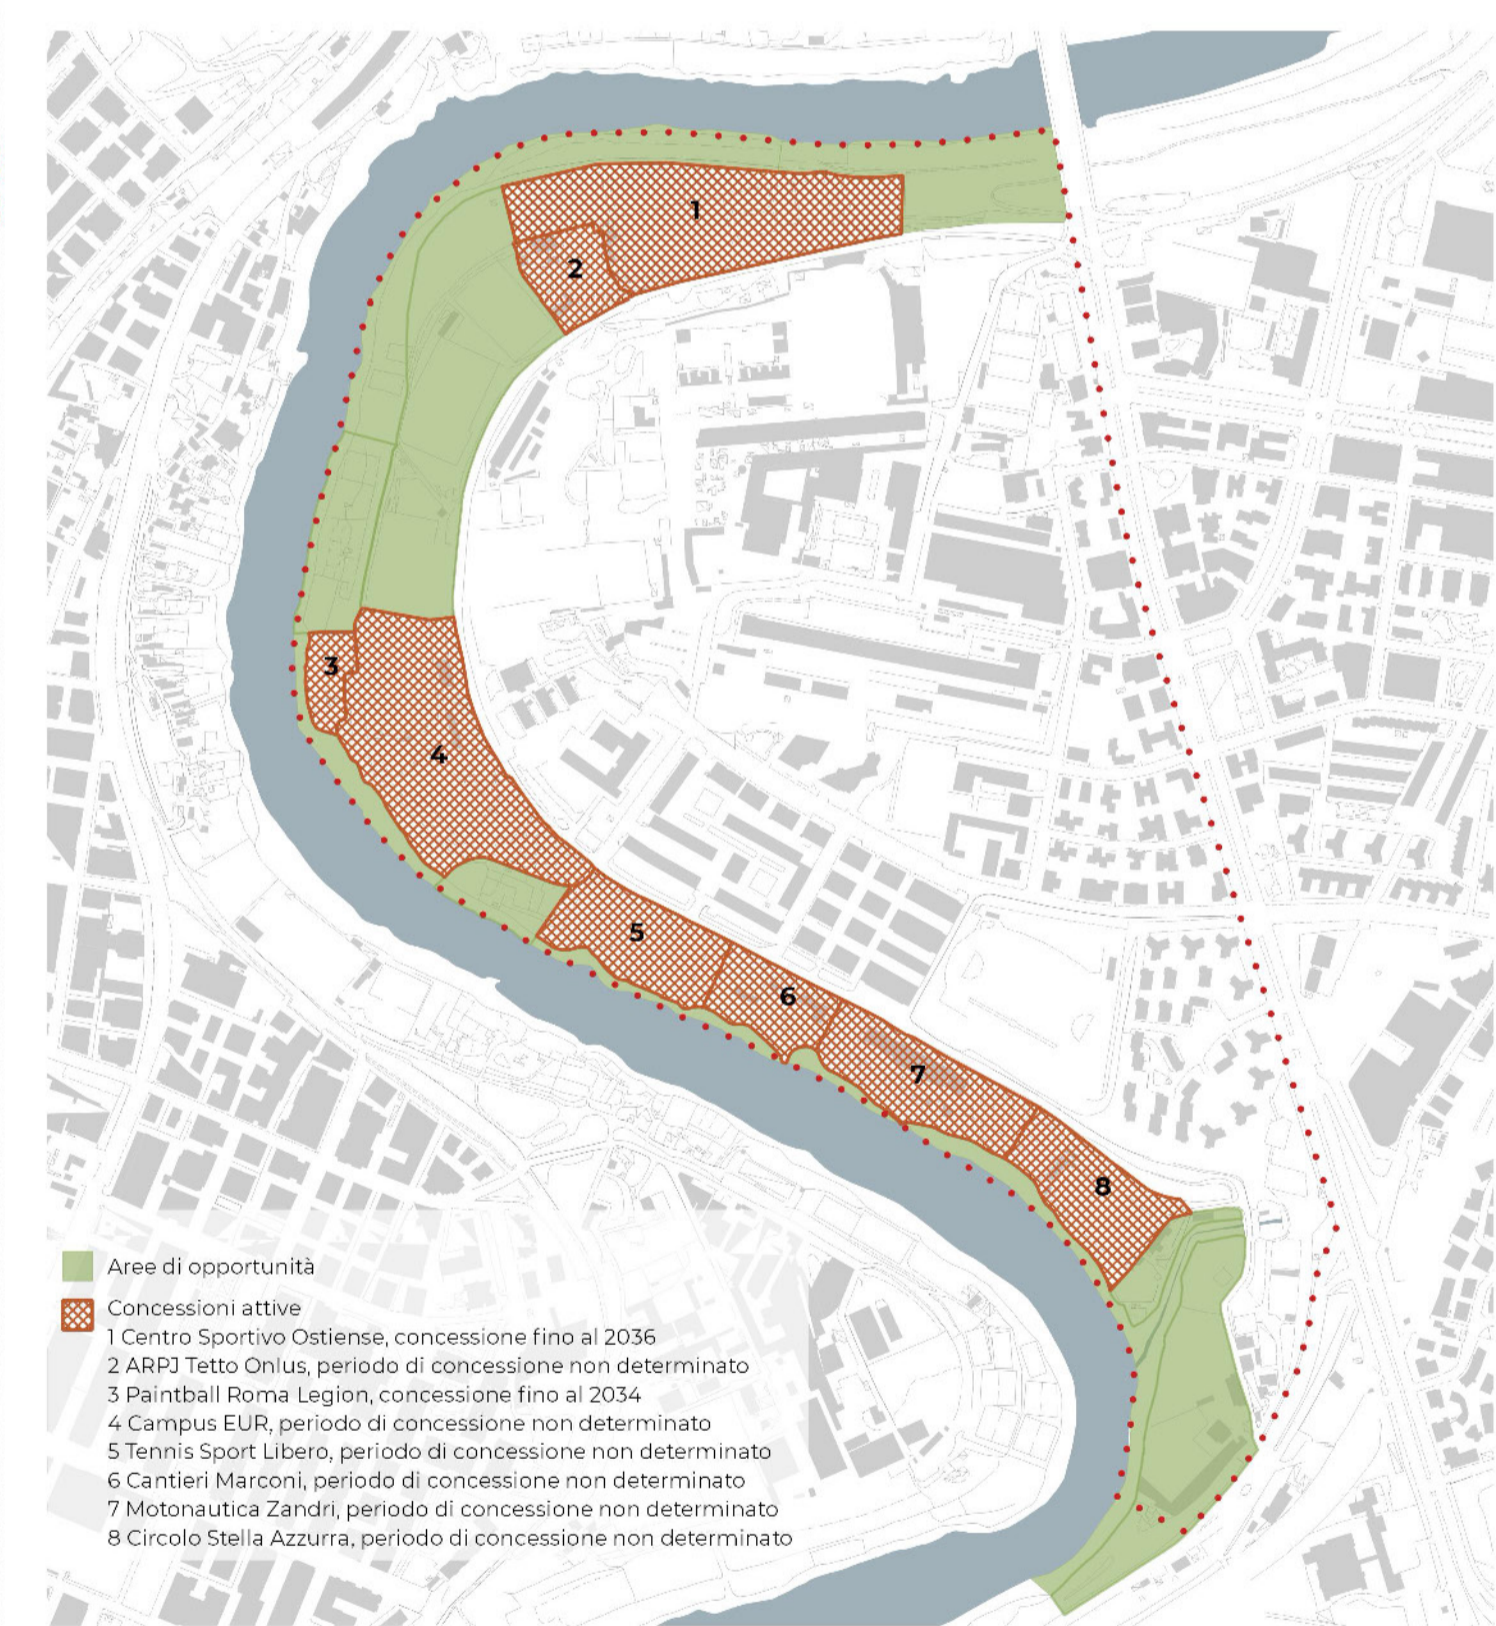 1
2
3
4
5
6
7
8
Aree di opportunità
Concessioni attive
1 Centro Sportivo Ostiense, concessione fino al 2036
2 ARPJ Tetto Onlus, periodo di concessione non determinato
3 Paintball Roma Legion, concessione fino al 2034
4 Campus EUR, periodo di concessione non determinato
5 Tennis Sport Libero, periodo di concessione non determinato
6 Cantieri Marconi, periodo di concessione non determinato
7 Motonautica Zandri, periodo di concessione non determinato
8 Circolo Stella Azzurra, periodo di concessione non determinato